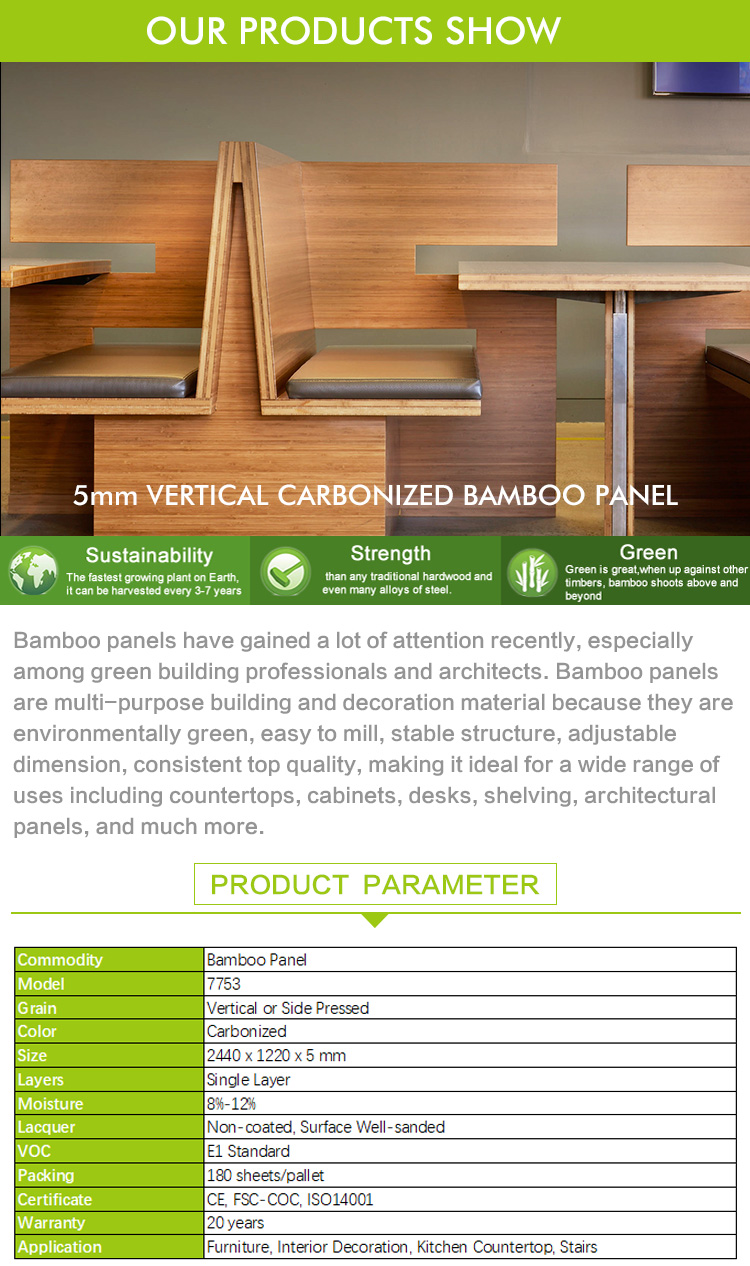 OUR PRODUCTS SHOW
5mm VERTICAL CARBONIZED BAMBOO PANEL
Sustainability
The fastest growing plant on Earth,
it can be harvested every 3-7 years
Strength
than any traditional hardwood and
even many alloys of steel.
Green
Green is great,when up against other
timbers, bamboo shoots above and
beyond
Bamboo panels have gained a lot of attention recently, especially
among green building professionals and architects. Bamboo panels
are multi-purpose building and decoration material because they are
environmentally green, easy to mill, stable structure, adjustable
dimension, consistent top quality, making it ideal for a wide range of
uses including countertops, cabinets, desks, shelving, architectural
panels, and much more.
PRODUCT PARAMETER
Commodity Bamboo Panel
Model 7753
Grain Vertical or Side Pressed
Color Carbonized
Size 2440 x 1220 x 5 mm
Layers Single Layer
Moisture 8%-12%
Lacquer Non-coated, Surface Well-sanded
VOC E1 Standard
Packing 180 sheets/pallet
Certificate CE, FSC-COC, ISO14001
Warranty 20 years
Application Furniture, Interior Decoration, Kitchen Countertop, Stairs